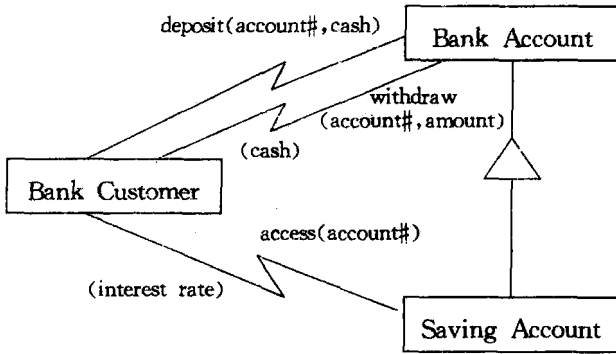 deposit(account#,cash)
Bank Account
withdraw
(account#,amount)
(cash)
Bank Customer
access(account#)
(interest rate)
Saving Account